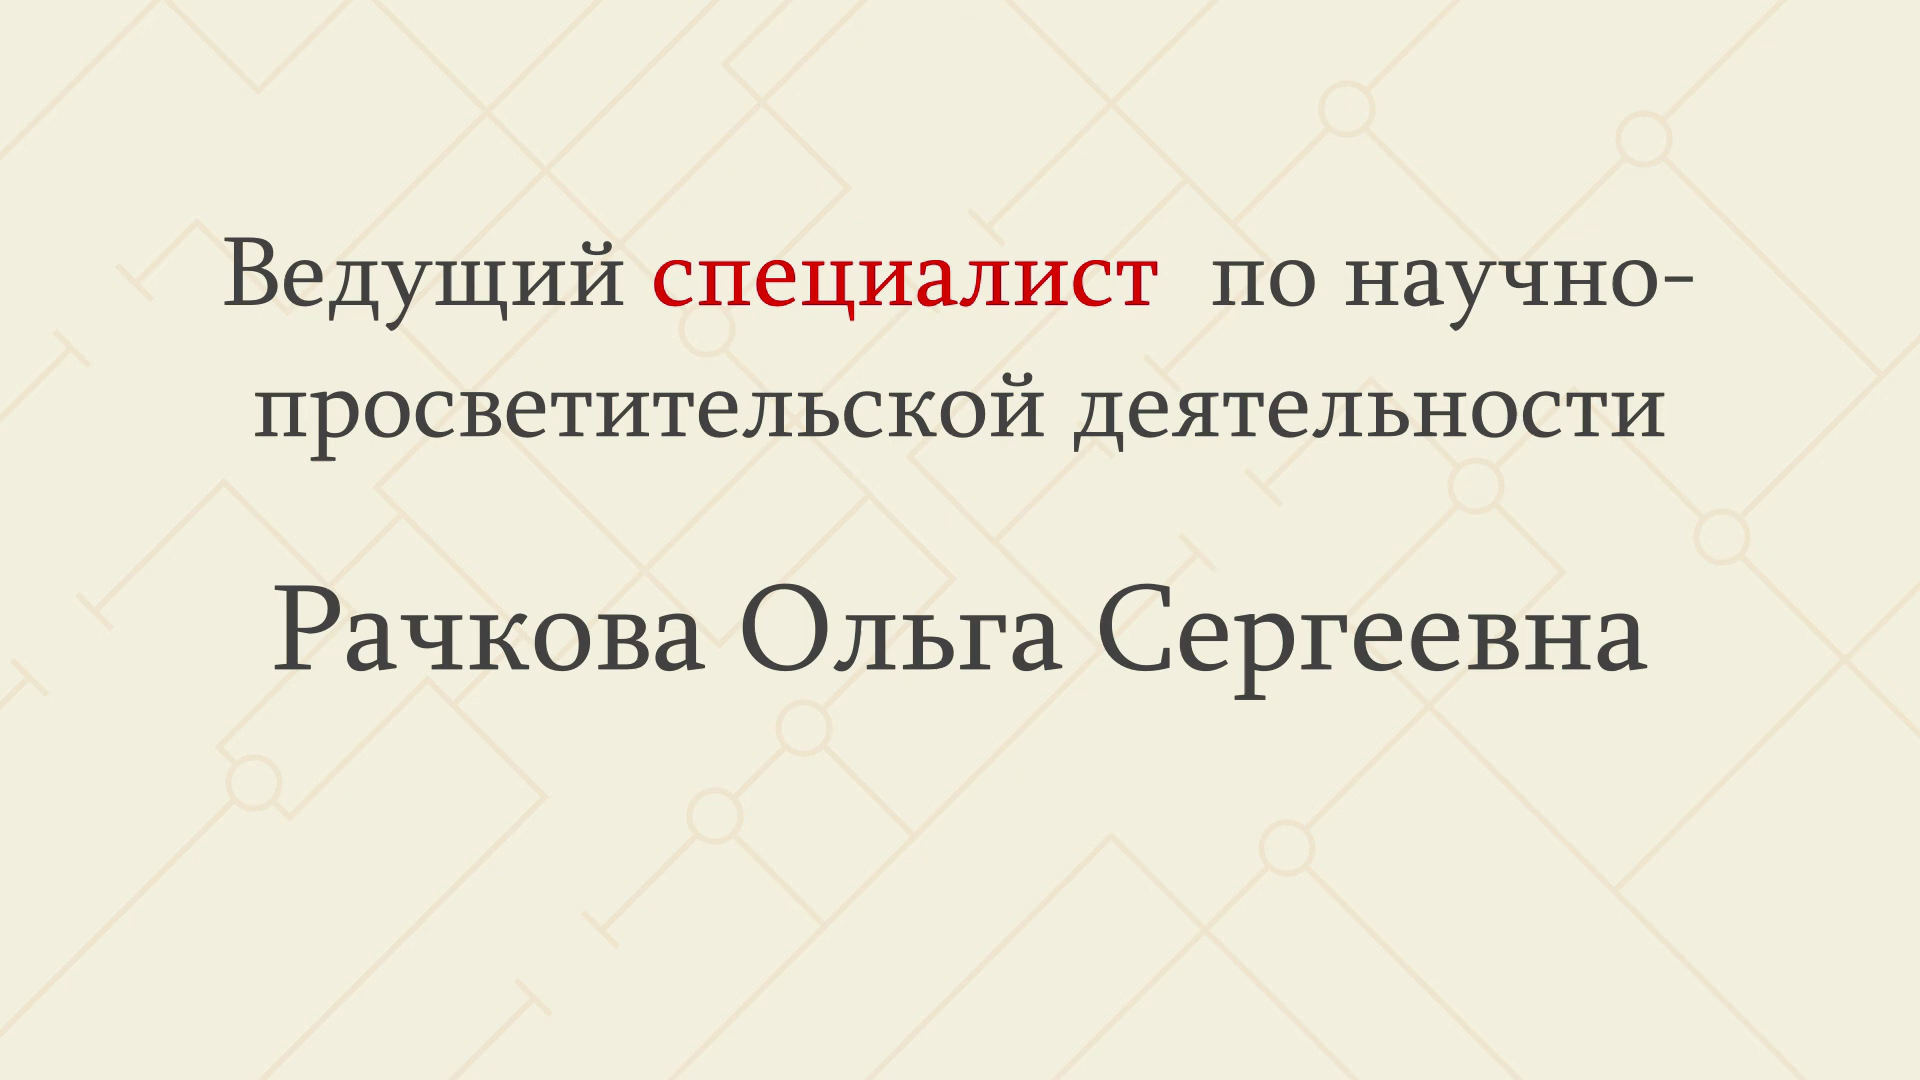 Ведущий специалист по научно-
просветительской деятельности
Рачкова Ольга Сергеевна